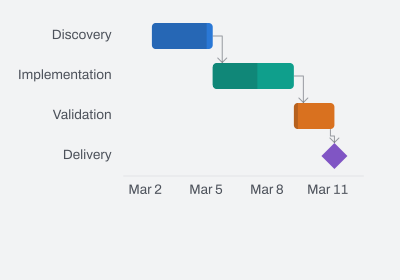 Discovery
Implementation
Validation
Delivery
Mar 2 Mar 5 Mar 8 Mar 11